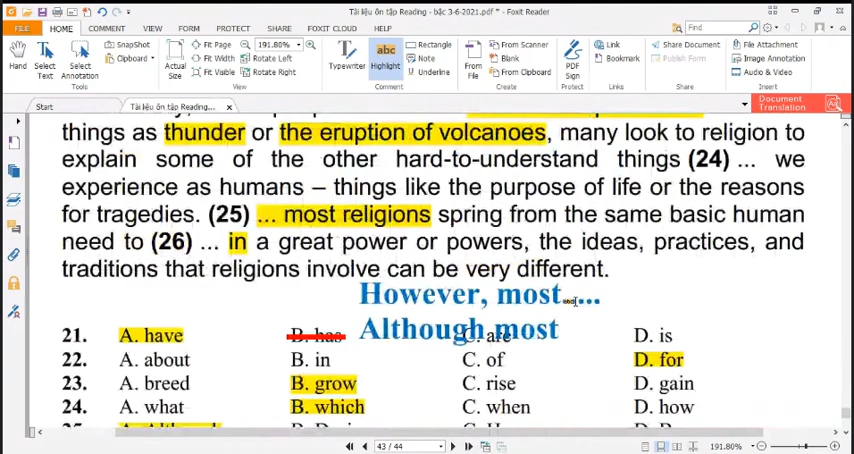 Tài liệu ôn tập Reading - bậc 3-6-2021.pdf * - Foxit Reader
FILE HOME COMMENT VIEW FORM PROTECT SHARE FOXIT CLOUD HELP Find
Hand
Select Text
Select Annotation
SnapShot
Clipboard
Tools
Actual Size
Fit Page
Fit Width
Fit Visible
191.80%
Rotate Left
Rotate Right
View
Typewriter
abc
Highlight
Rectangle
Note
Underline
Comment
From File
From Scanner
Blank
From Clipboard
Create
PDF Sign
Protect
Link
Bookmark
Links
Share Document
Publish Form
Share
File Attachment
Image Annotation
Audio & Video
Insert
Start
Tài liệu ôn tập Reading...
Document Translation
things as thunder or the eruption of volcanoes, many look to religion to
explain some of the other hard-to-understand things (24) ... we
experience as humans – things like the purpose of life or the reasons
for tragedies. (25) ... most religions spring from the same basic human
need to (26) ... in a great power or powers, the ideas, practices, and
traditions that religions involve can be very different.
However, most.....
Although most
21. A. have B. has C. are D. is
22. A. about B. in C. of D. for
23. A. breed B. grow C. rise D. gain
24. A. what B. which C. when D. how
43 / 44
191.80%